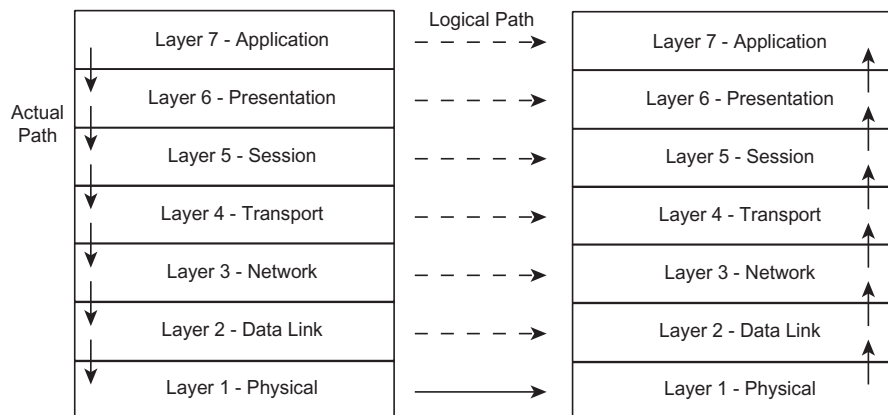 Logical Path
Layer 7 - Application
Layer 7 - Application
Layer 6 - Presentation
Layer 6 - Presentation
Actual
Path
Layer 5 - Session
Layer 5 - Session
Layer 4 - Transport
Layer 4 - Transport
Layer 3 - Network
Layer 3 - Network
Layer 2 - Data Link
Layer 2 - Data Link
Layer 1 - Physical
Layer 1 - Physical